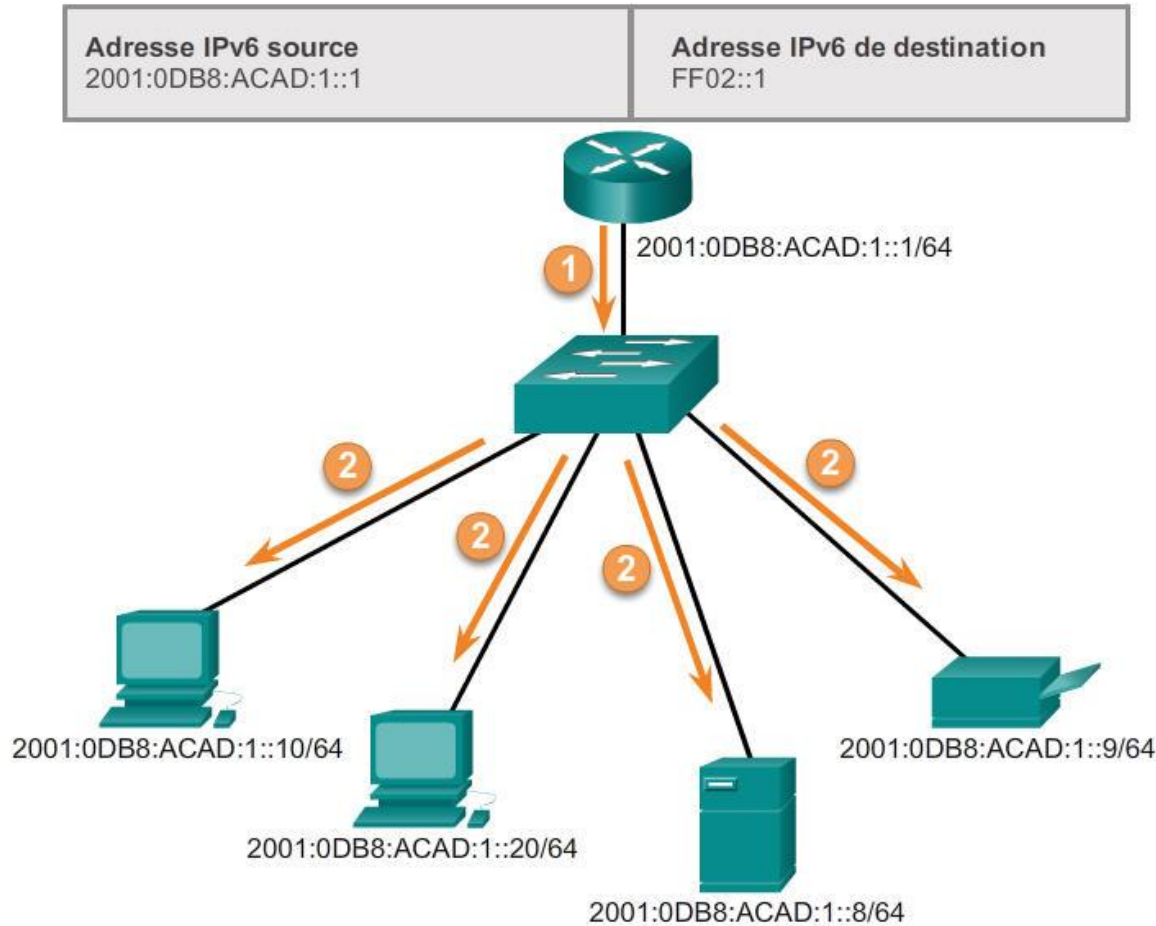 Adresse IPv6 source
2001:0DB8:ACAD:1::1
Adresse IPv6 de destination
FF02::1
2001:0DB8:ACAD:1::1/64
1
2
2
2
2
2001:0DB8:ACAD:1::10/64
2001:0DB8:ACAD:1::20/64
2001:0DB8:ACAD:1::8/64
2001:0DB8:ACAD:1::9/64